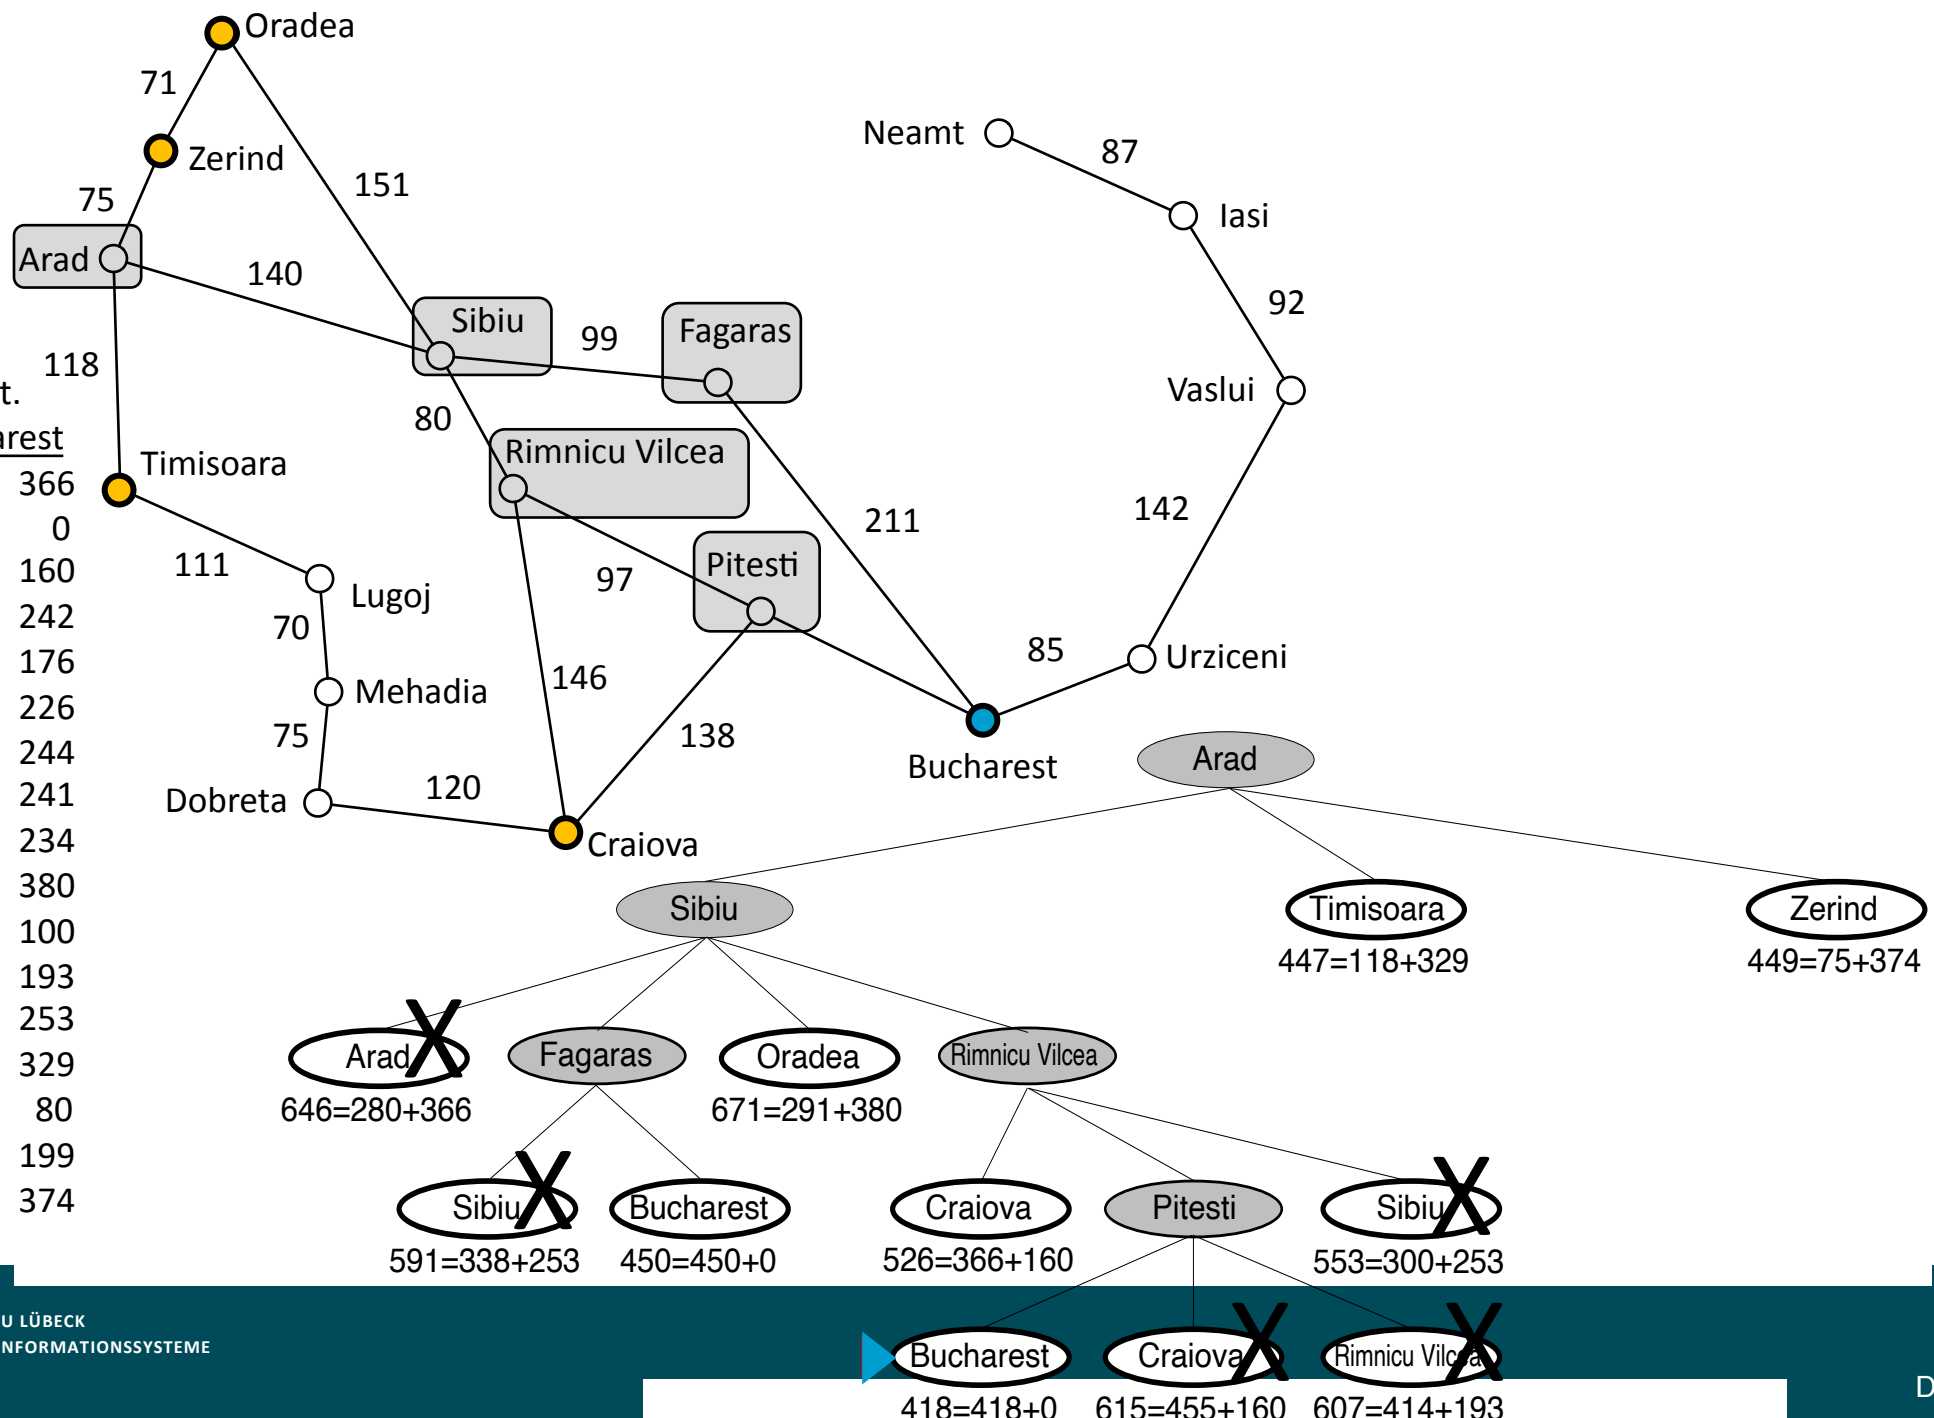 Oradea
71
Zerind
75
151
Arad
140
Neamt
87
Iasi
92
Vaslui
142
Urziceni
85
Sibiu
99
Fagaras
118
t.
arest
80
Rimnicu Vilcea
Timisoara
211
111
Lugoj
97
Pitesti
70
Mehadia
146
75
138
Bucharest
Dobreta
120
Craiova
366
0
160
242
176
226
244
241
234
380
100
193
253
329
80
199
374
Arad
Sibiu
Timisoara
Zerind
447=118+329
449=75+374
Arad X
Fagaras
Oradea
Rimnicu Vilcea
646=280+366
671=291+380
Sibiu X
Bucharest
Craiova
Pitesti
Sibiu X
591=338+253
450=450+0
526=366+160
553=300+253
Bucharest
Craiova X
Rimnicu Vilcea X
418=418+0
615=455+160
607=414+193
U LÜBECK
NFORMATIONSSYSTEME
D